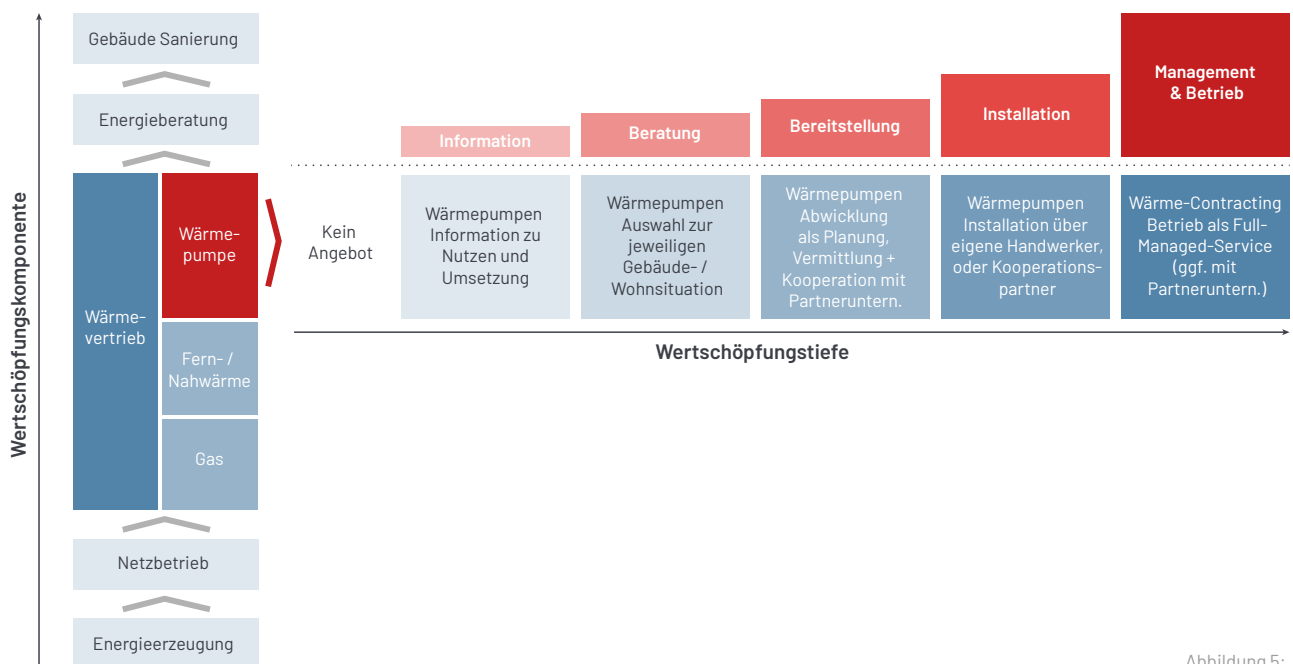 Wertschöpfungskomponente
Gebäude Sanierung
Energieberatung
Wärme-
vertrieb
Wärme-
pumpe
Fern- /
Nahwärme
Gas
Netzbetrieb
Energieerzeugung
Kein
Angebot
Information
Wärmepumpen
Information zu
Nutzen und
Umsetzung
Beratung
Wärmepumpen
Auswahl zur
jeweiligen
Gebäude- /
Wohnsituation
Bereitstellung
Wärmepumpen
Abwicklung
als Planung,
Vermittlung +
Kooperation mit
Partneruntern.
Installation
Wärmepumpen
Installation über
eigene Handwerker,
oder Kooperations-
partner
Management
& Betrieb
Wärme-Contracting
Betrieb als Full-
Managed-Service
(ggf. mit
Partneruntern.)
Wertschöpfungstiefe
Abbildung 5: